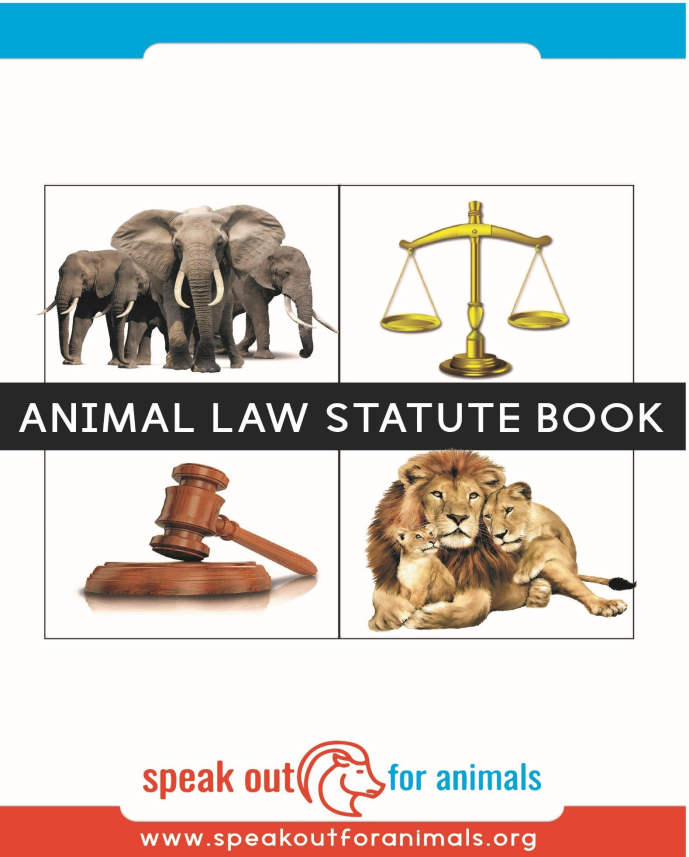 ANIMAL LAW STATUTE BOOK
speak out for animals
www.speakoutforanimals.org